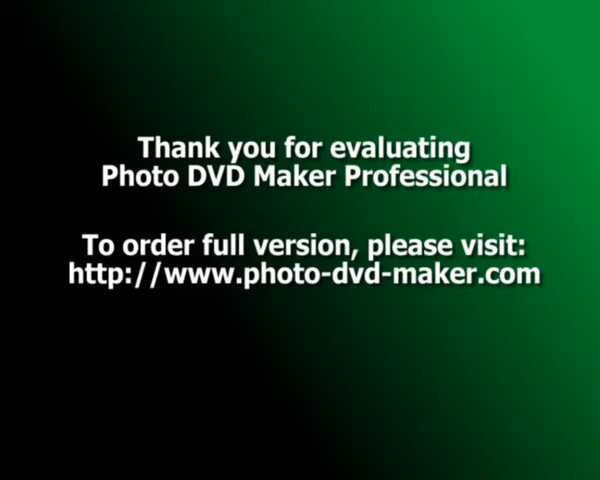 Thank you for evaluating
Photo DVD Maker Professional
To order full version, please visit:
http://www.photo-dvd-maker.com